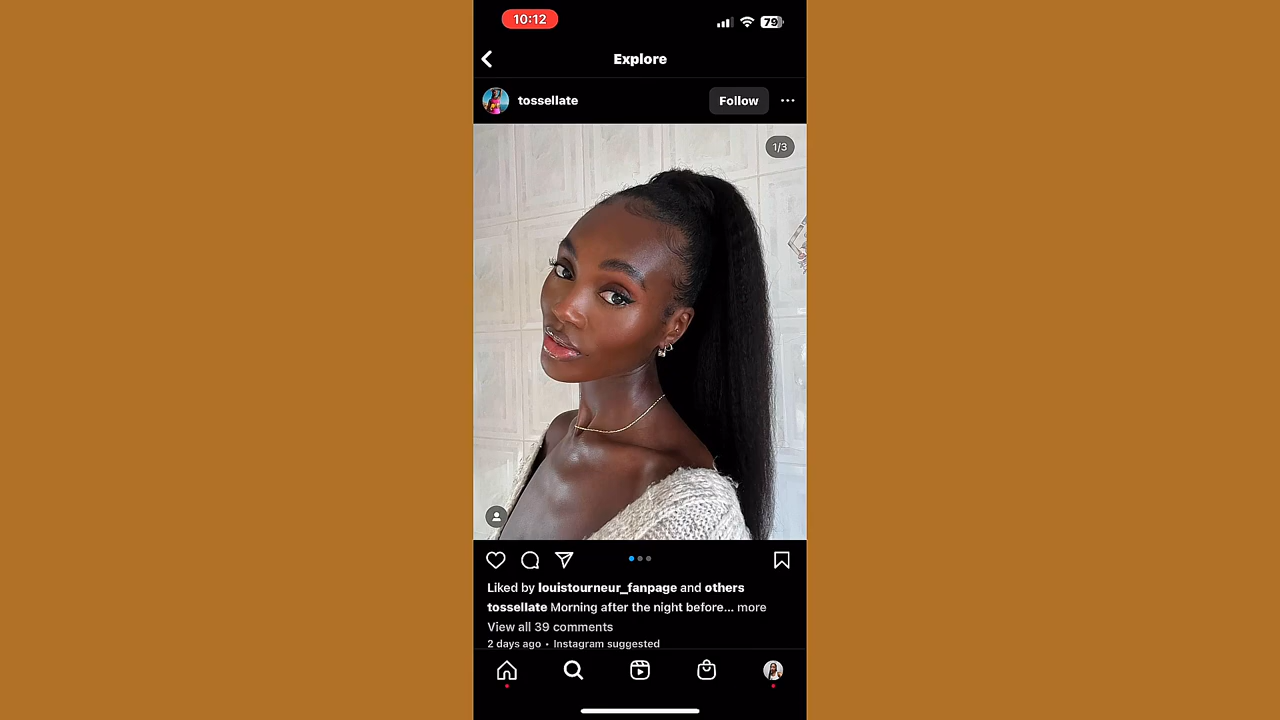 10:12
79
Explore
tossellate
Follow
1/3
Liked by louistourneur_fanpage and others
tossellate Morning after the night before... more
View all 39 comments
2 days ago • Instagram suggested